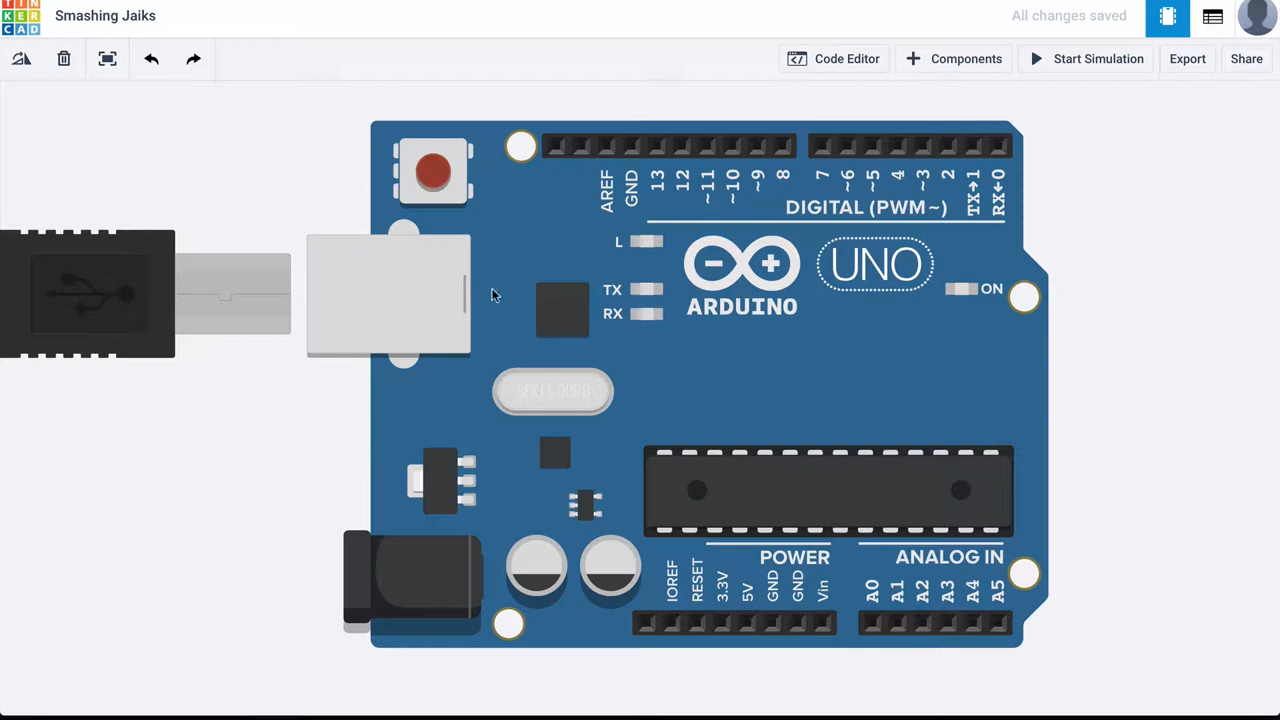 TIN
KER
CAD
Smashing Jaiks
All changes saved
Code Editor
Components
Start Simulation
Export
Share
AREF
GND
13
12
~11
~10
~9
8
7
~6
~5
4
~3
2
TX→1
RX←0
DIGITAL (PWM~)
L
TX
RX
ARDUINO
UNO
ON
POWER
ANALOG IN
IOREF
RESET
3.3V
5V
GND
GND
Vin
A0
A1
A2
A3
A4
A5